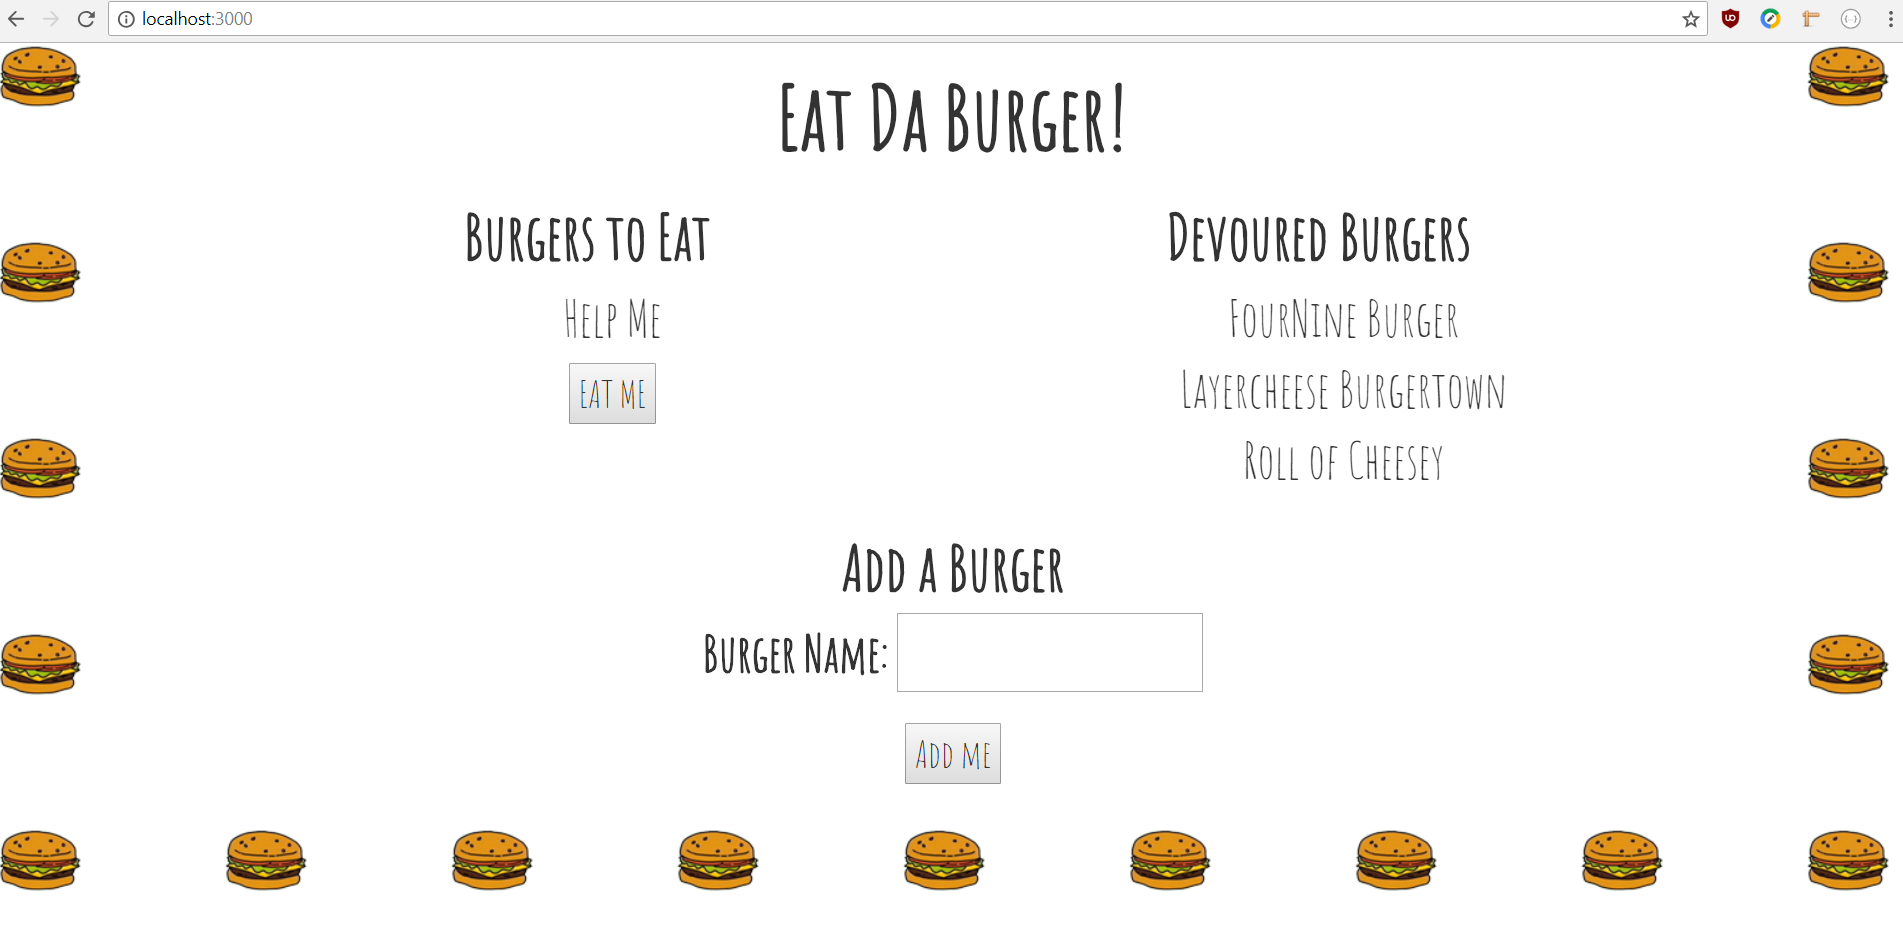 localhost:3000
Eat Da Burger!
Burgers to Eat
Help Me
Eat me
Devoured Burgers
FourNine Burger
Layercheese Burgertown
Roll of Cheesey
Add a Burger
Burger Name:
Add me